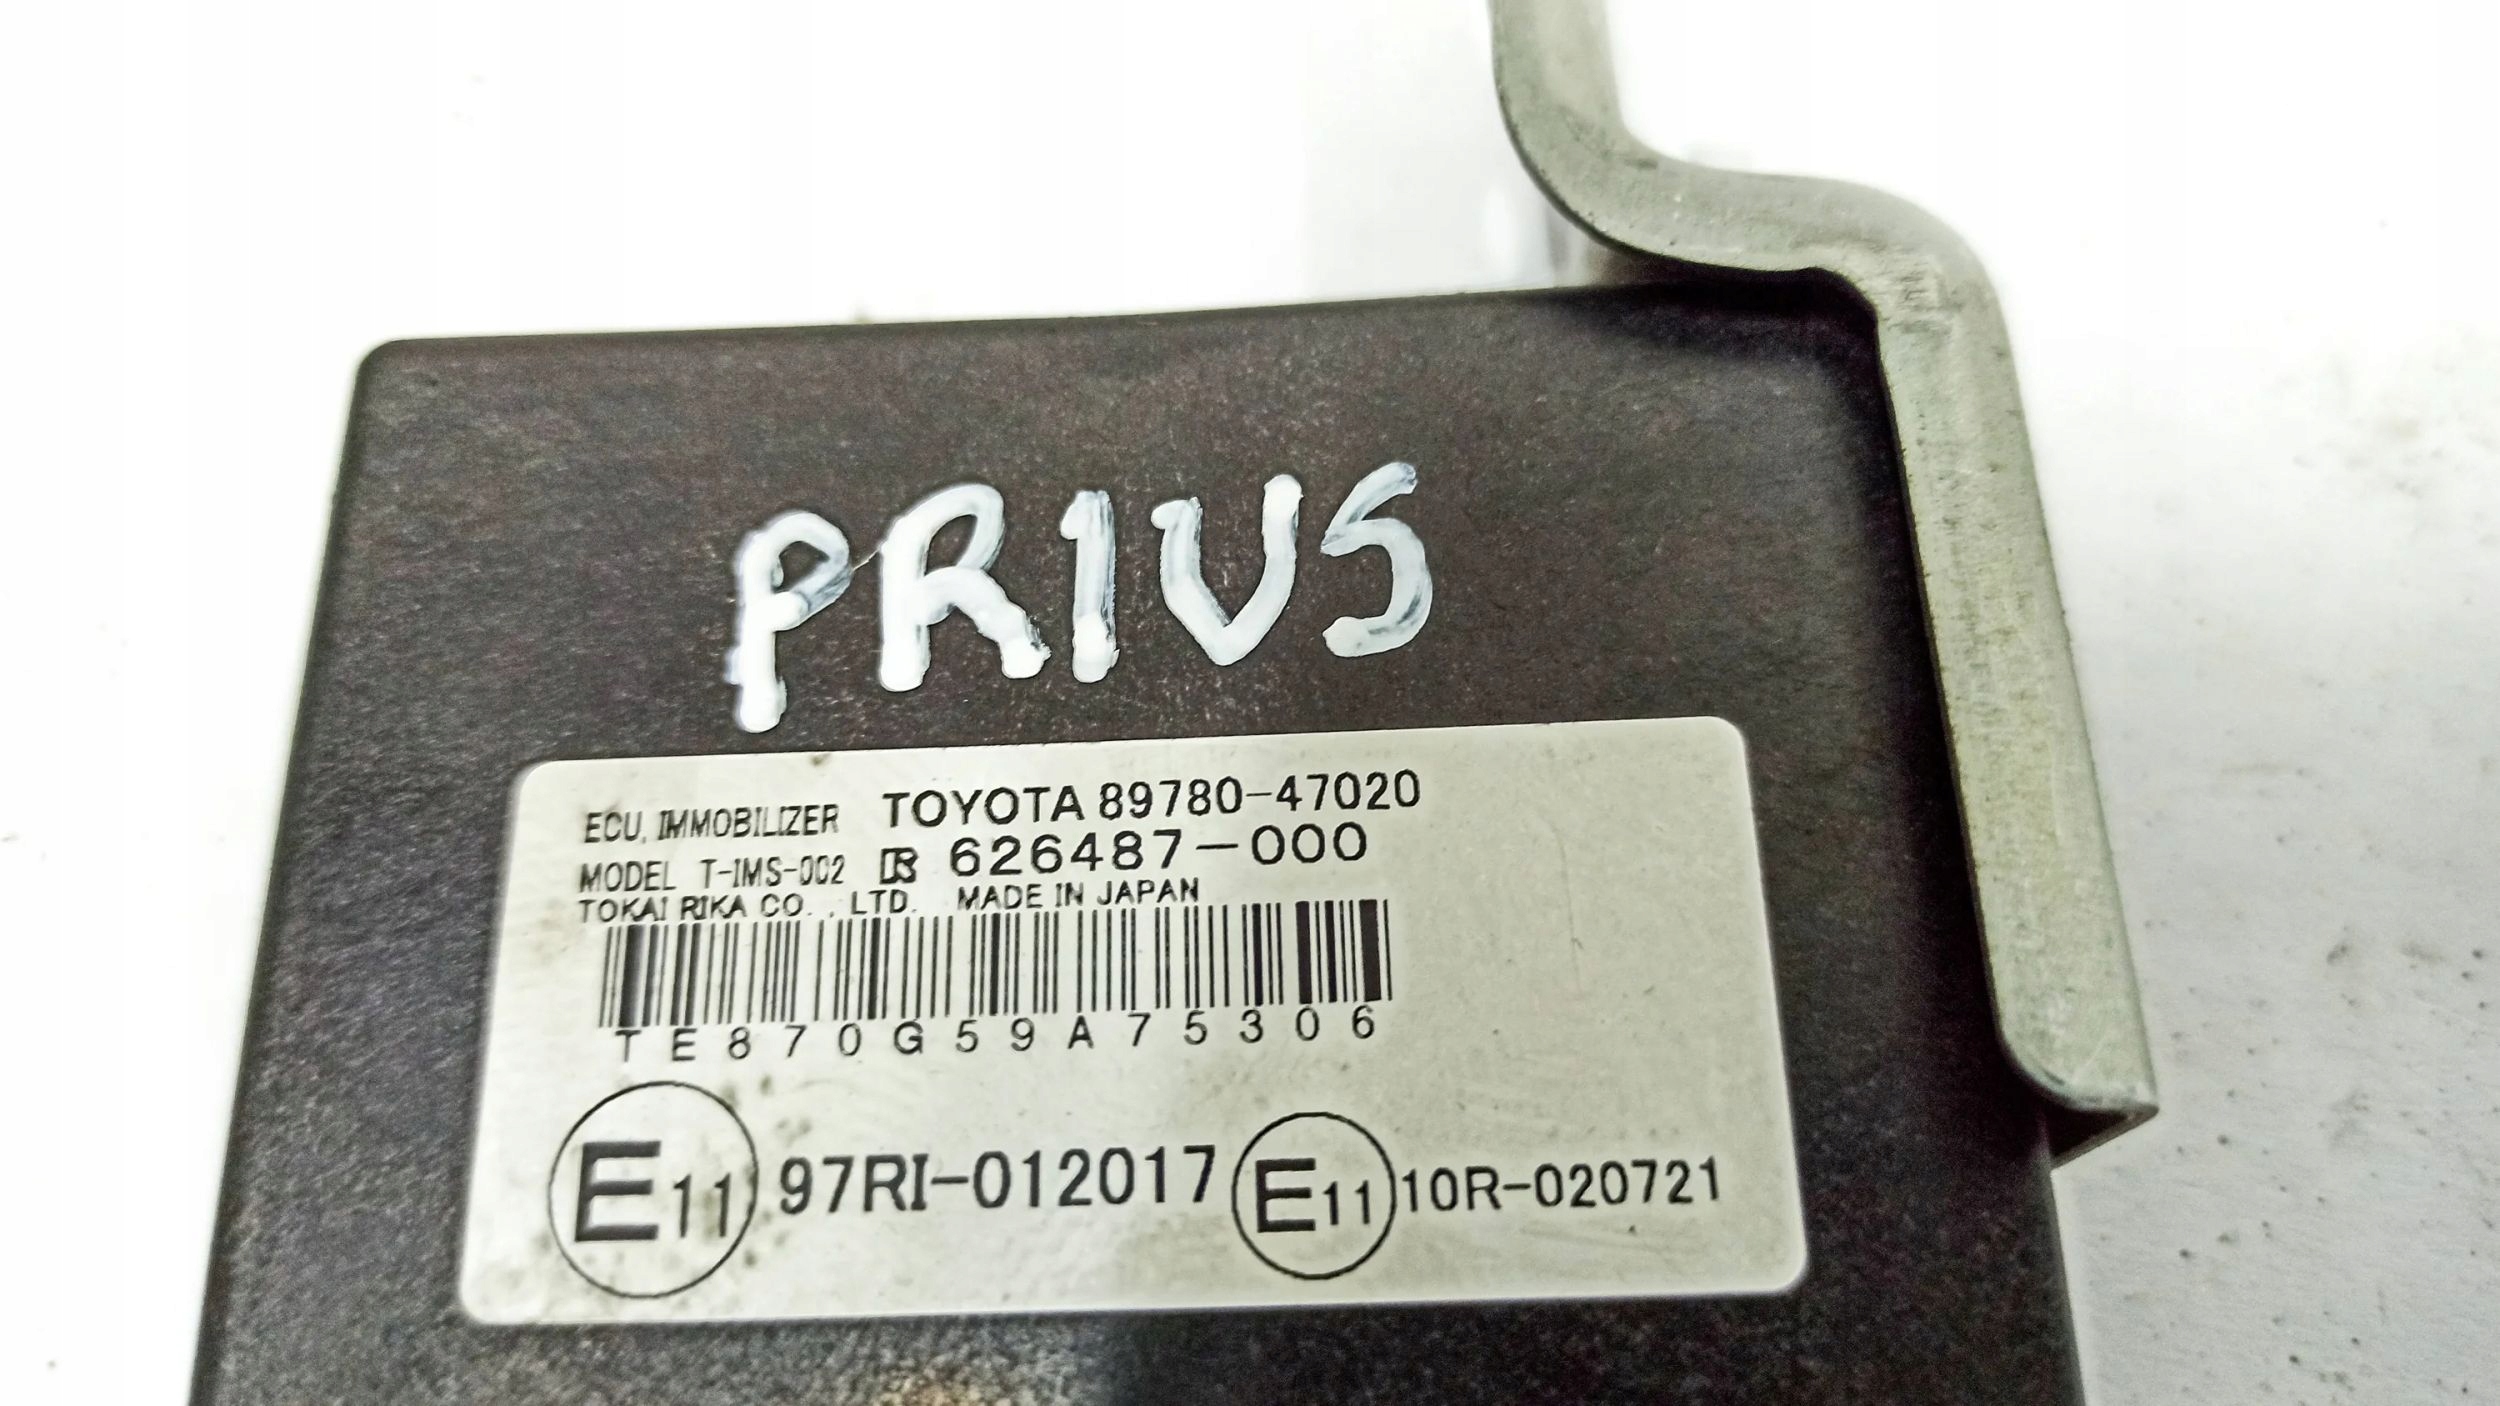 PRIUS
ECU, IMMOBILIZER TOYOTA 89780-47020
MODEL T-IMS-002 626487-000
TOKAI RIKA CO., LTD. MADE IN JAPAN
TE870G59A75306
E11 97RI-012017 E11 10R-020721